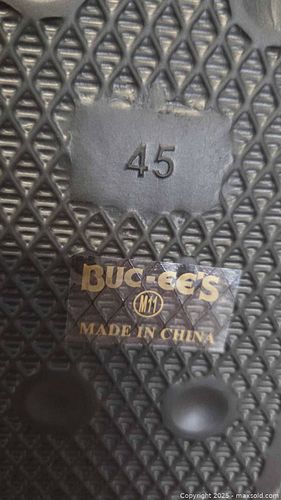 45
BUC-EE'S
M11
MADE IN CHINA
Copyright 2025 - maxsold.com